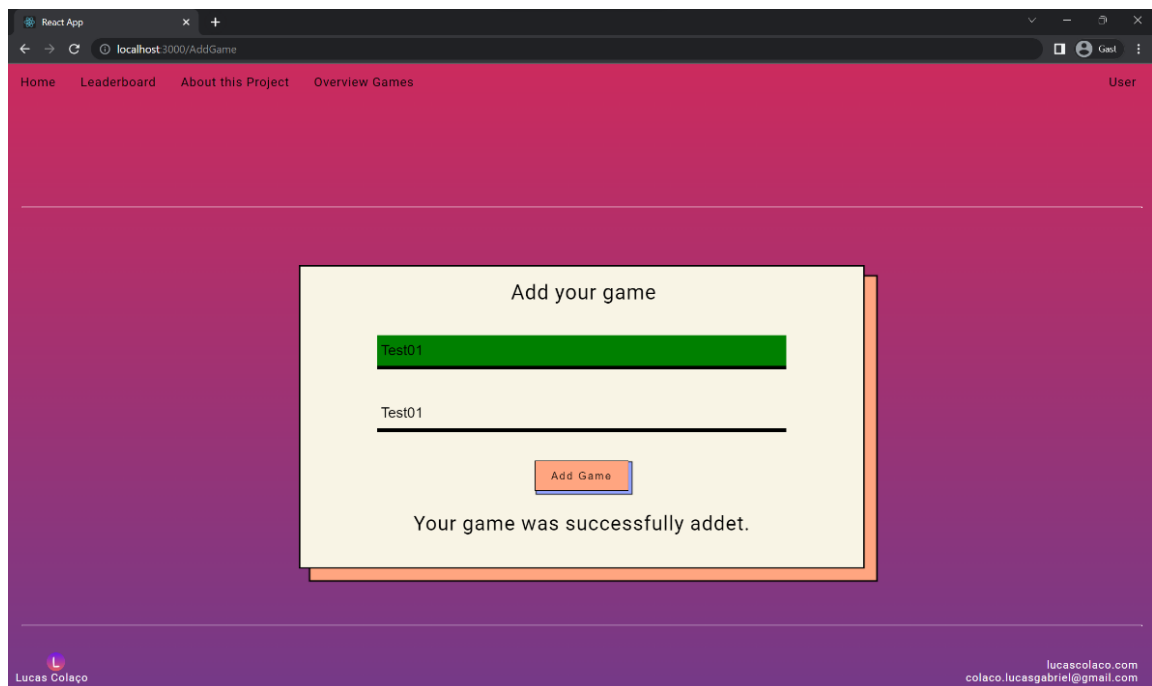 React App
localhost:3000/AddGame
Gast
Home Leaderboard About this Project Overview Games User
Add your game
Test01
Test01
Add Game
Your game was successfully addet.
L
Lucas Colaço
lucascolaco.com
colaco.lucasgabriel@gmail.com